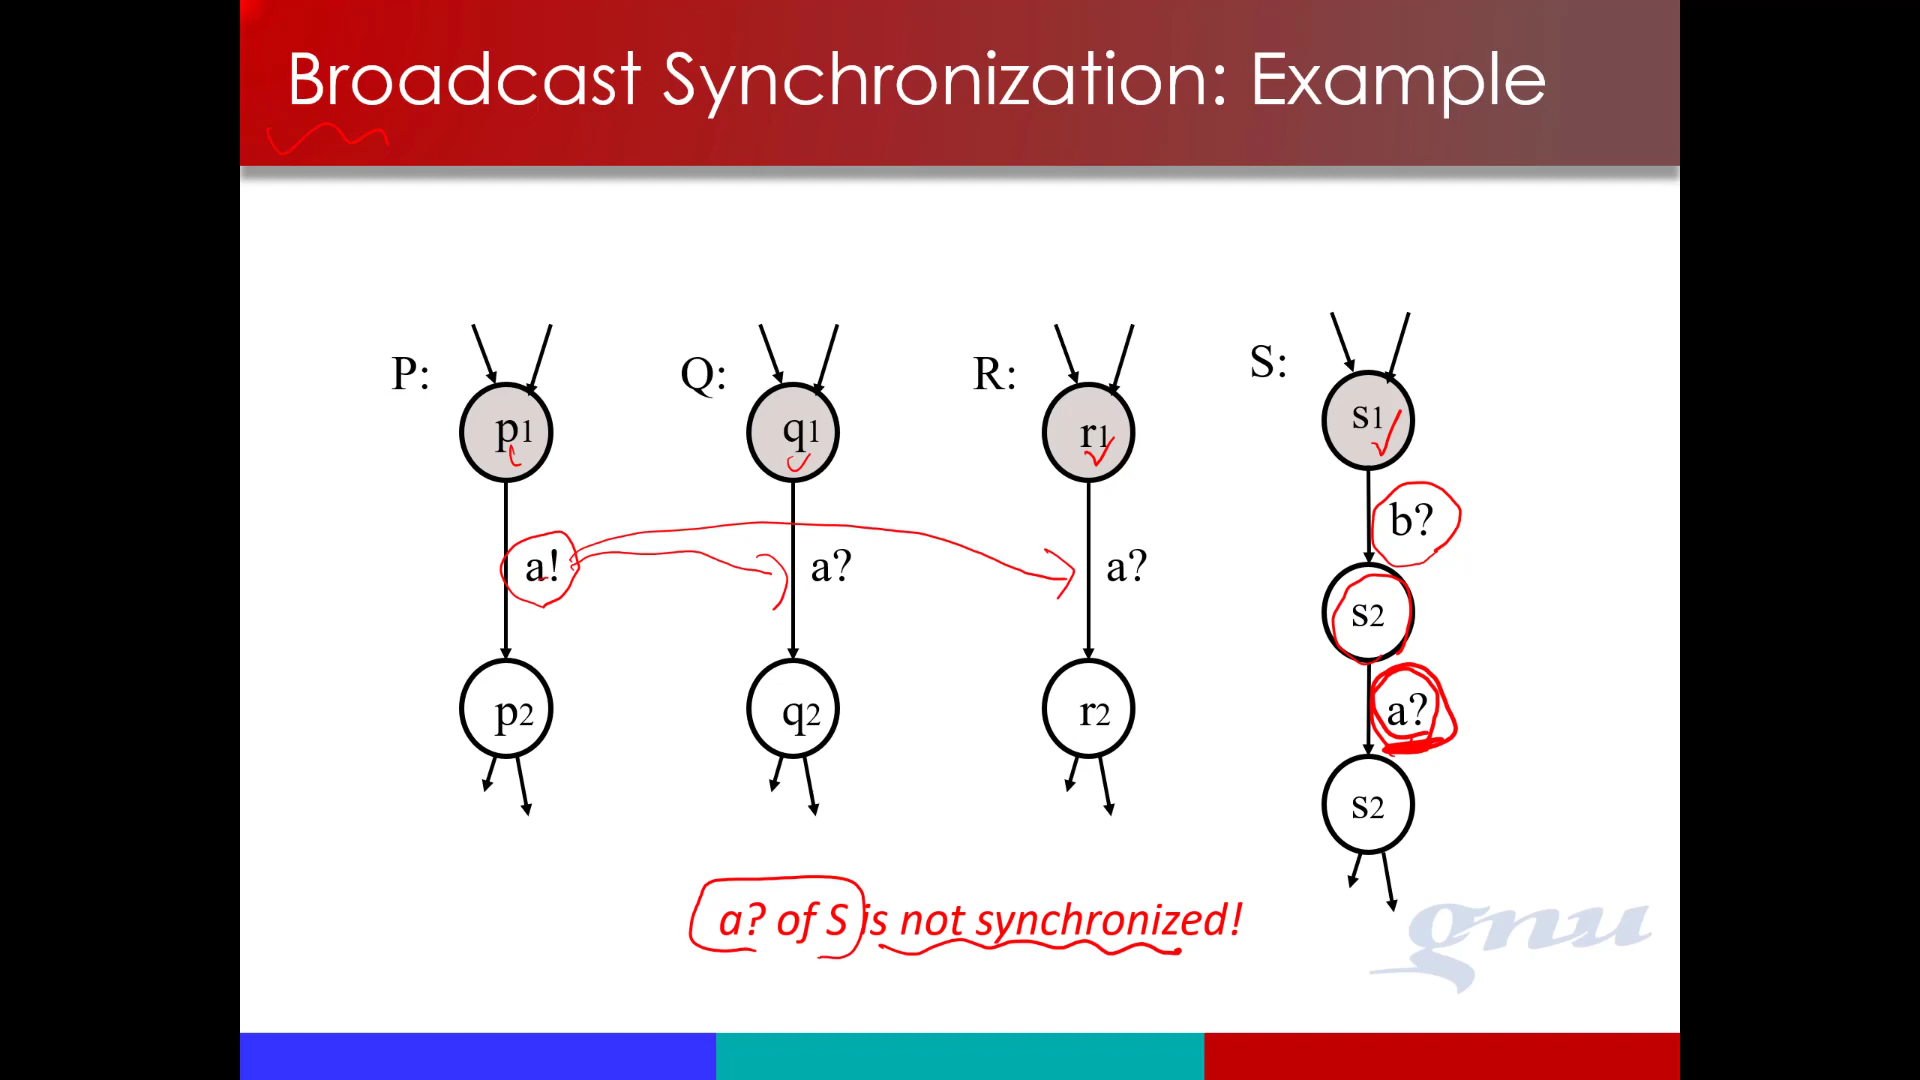 Broadcast Synchronization: Example
P:
Q:
R:
S:
p1
q1
r1
s1
b?
a!
a?
a?
s2
a?
p2
q2
r2
s2
a? of S is not synchronized!
gnu